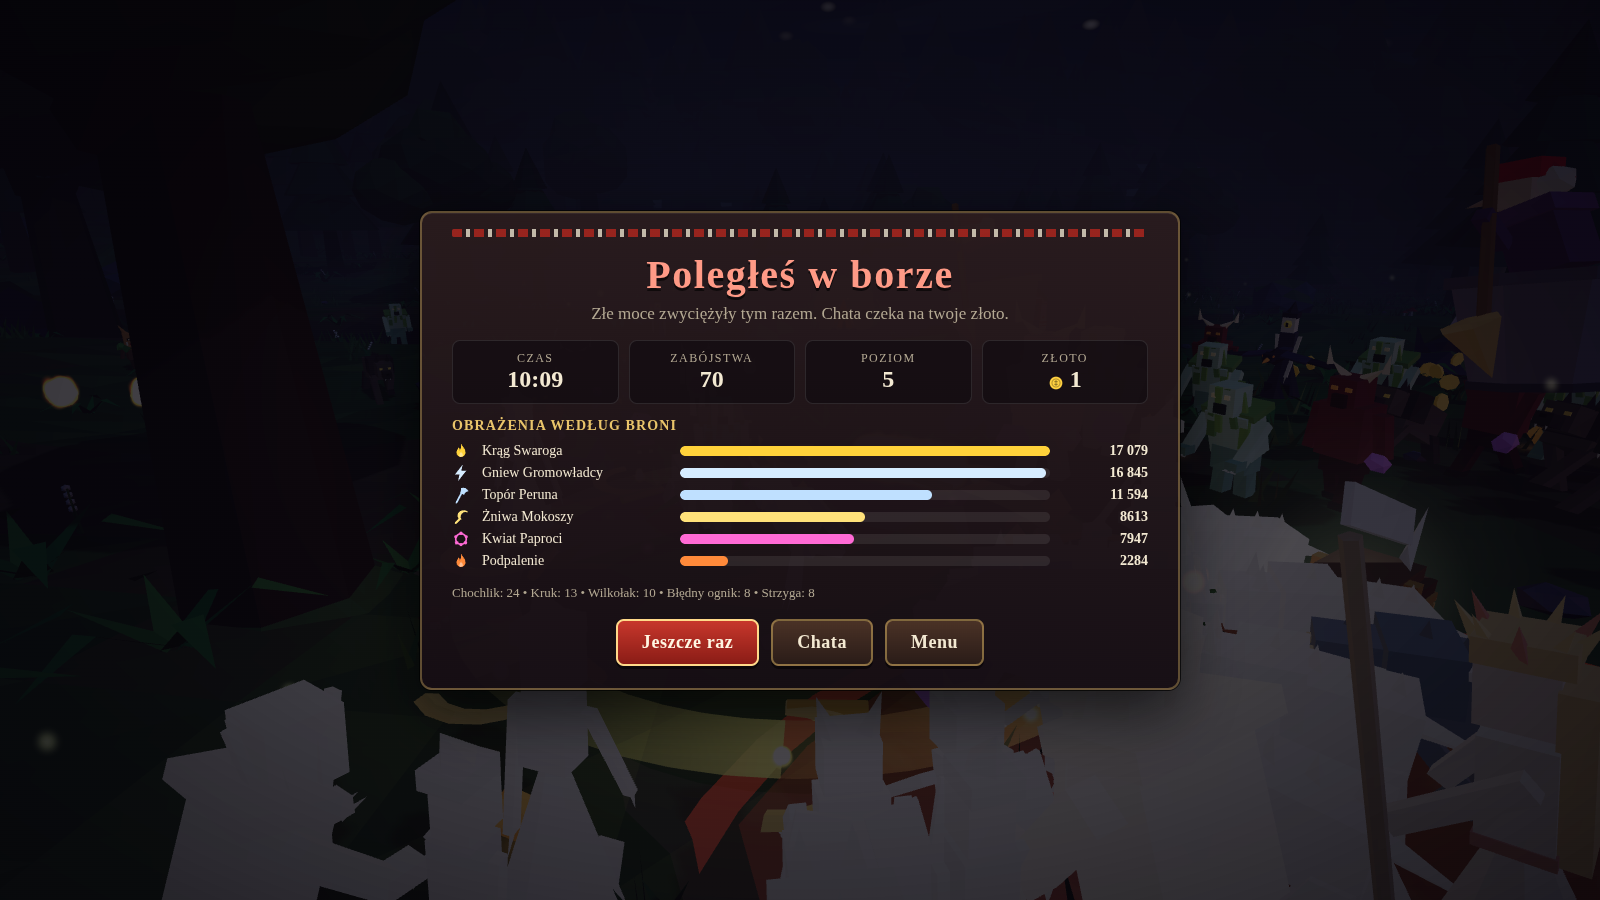 Poległeś w borze
Złe moce zwyciężyły tym razem. Chata czeka na twoje złoto.
CZAS
10:09
ZABÓJSTWA
70
POZIOM
5
ZŁOTO
1
OBRAŻENIA WEDŁUG BRONI
Krąg Swaroga 17 079
Gniew Gromowładcy 16 845
Topór Peruna 11 594
Żniwa Mokoszy 8613
Kwiat Paproci 7947
Podpalenie 2284
Chochlik: 24 • Kruk: 13 • Wilkołak: 10 • Błędny ognik: 8 • Strzyga: 8
Jeszcze raz
Chata
Menu